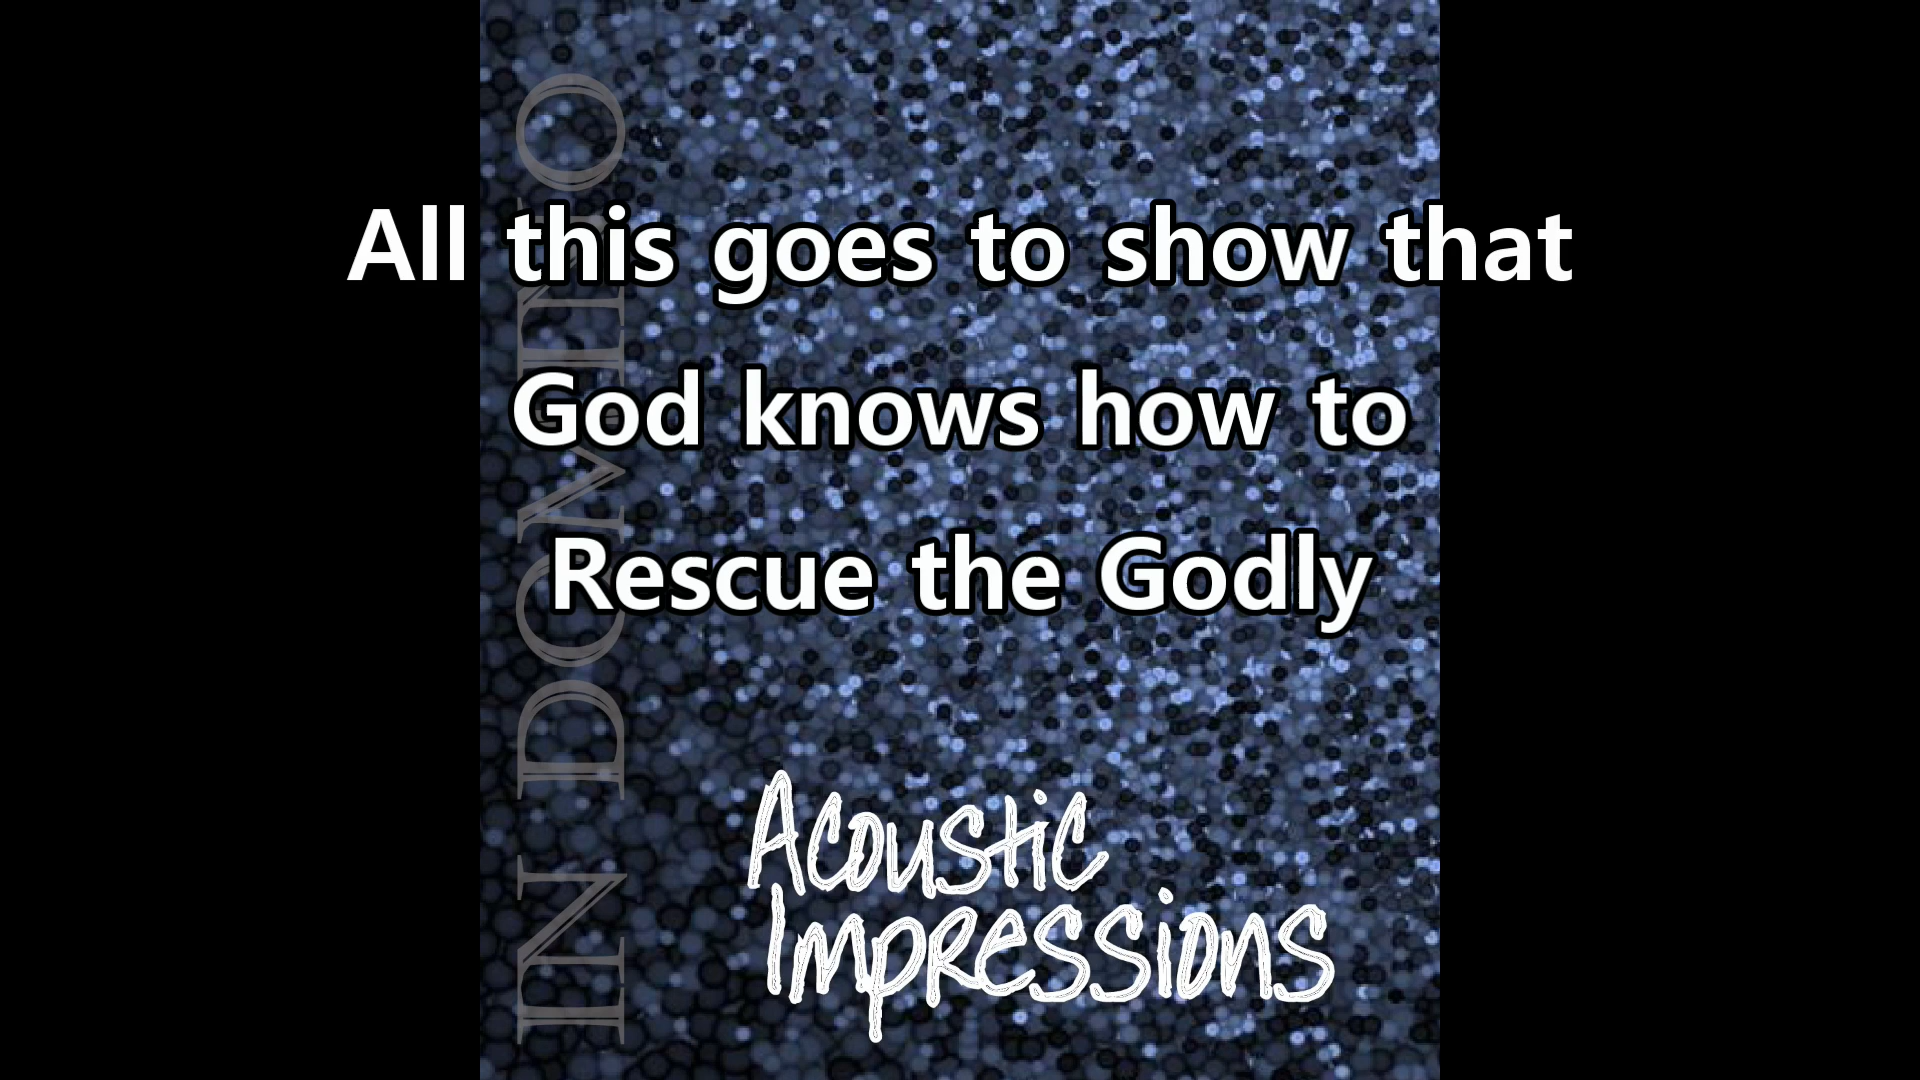 All this goes to show that
God knows how to
Rescue the Godly
IN DOMINO
Acoustic
Impressions